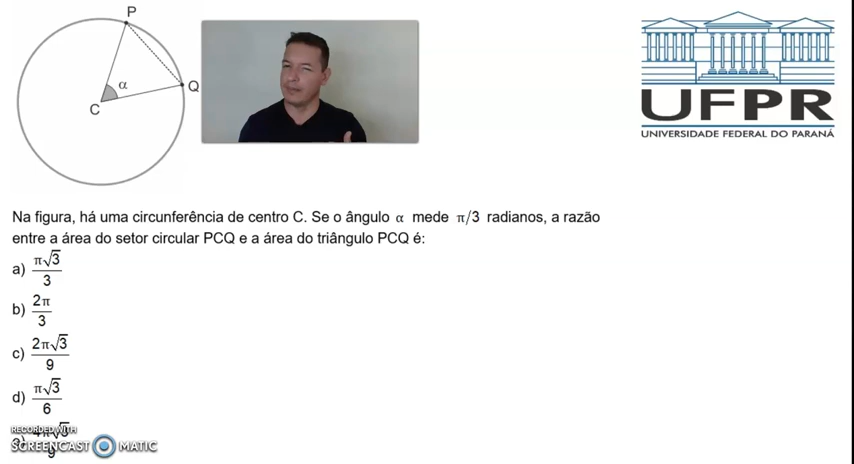 P
α
Q
C
UFPR
UNIVERSIDADE FEDERAL DO PARANÁ
Na figura, há uma circunferência de centro C. Se o ângulo α mede π/3 radianos, a razão
entre a área do setor circular PCQ e a área do triângulo PCQ é:
a) π√3/3
b) 2π/3
c) 2π√3/9
d) π√3/6
RECORDED WITH
SCREENCAST MATIC
9